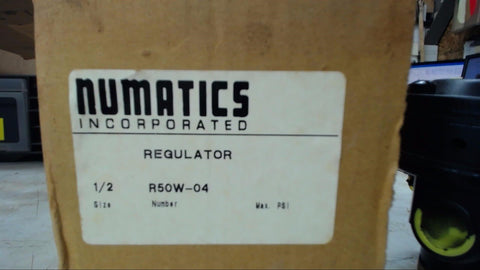 NUMATICS
INCORPORATED
REGULATOR
1/2 R50W-04
Size Number Max. PSI